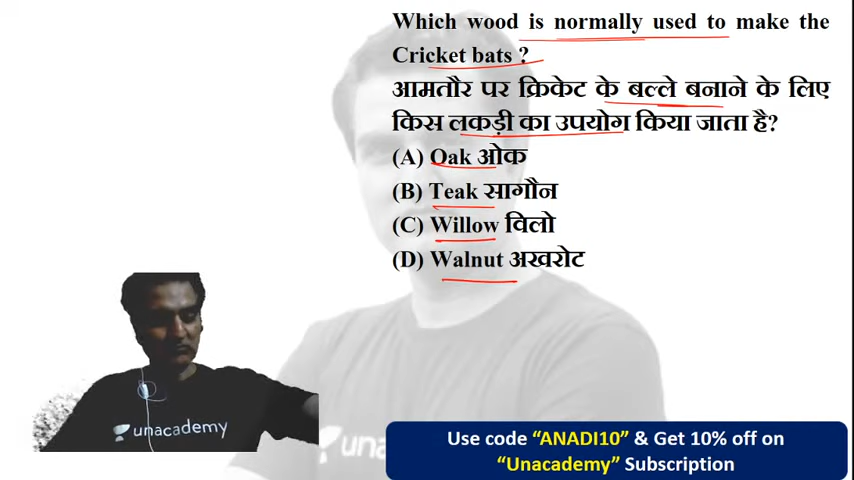 Which wood is normally used to make the
Cricket bats ?
आमतौर पर क्रिकेट के बल्ले बनाने के लिए
किस लकड़ी का उपयोग किया जाता है?
(A) Oak ओक
(B) Teak सागौन
(C) Willow विलो
(D) Walnut अखरोट
unacademy
una
Use code “ANADI10” & Get 10% off on
“Unacademy” Subscription